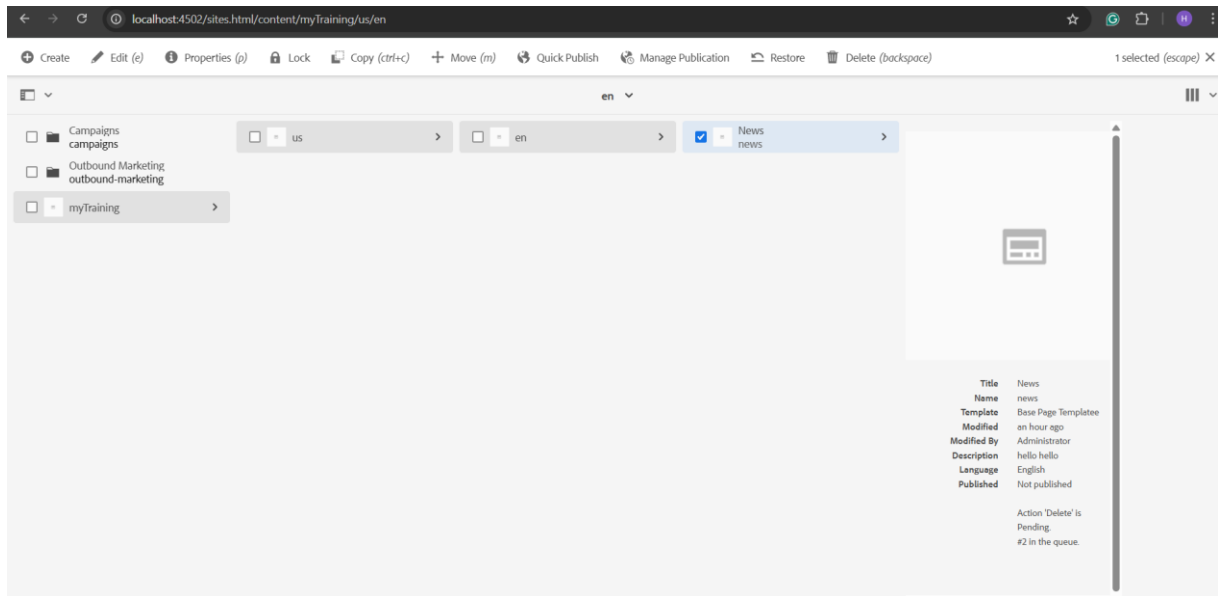 localhost:4502/sites.html/content/myTraining/us/en
H
Create Edit (e) Properties (p) Lock Copy (ctrl+c) Move (m) Quick Publish Manage Publication Restore Delete (backspace) 1 selected (escape)
en
Campaigns
campaigns
Outbound Marketing
outbound-marketing
myTraining
us
en
News
news
Title News
Name news
Template Base Page Templatee
Modified an hour ago
Modified By Administrator
Description hello hello
Language English
Published Not published
Action 'Delete' is
Pending.
#2 in the queue.